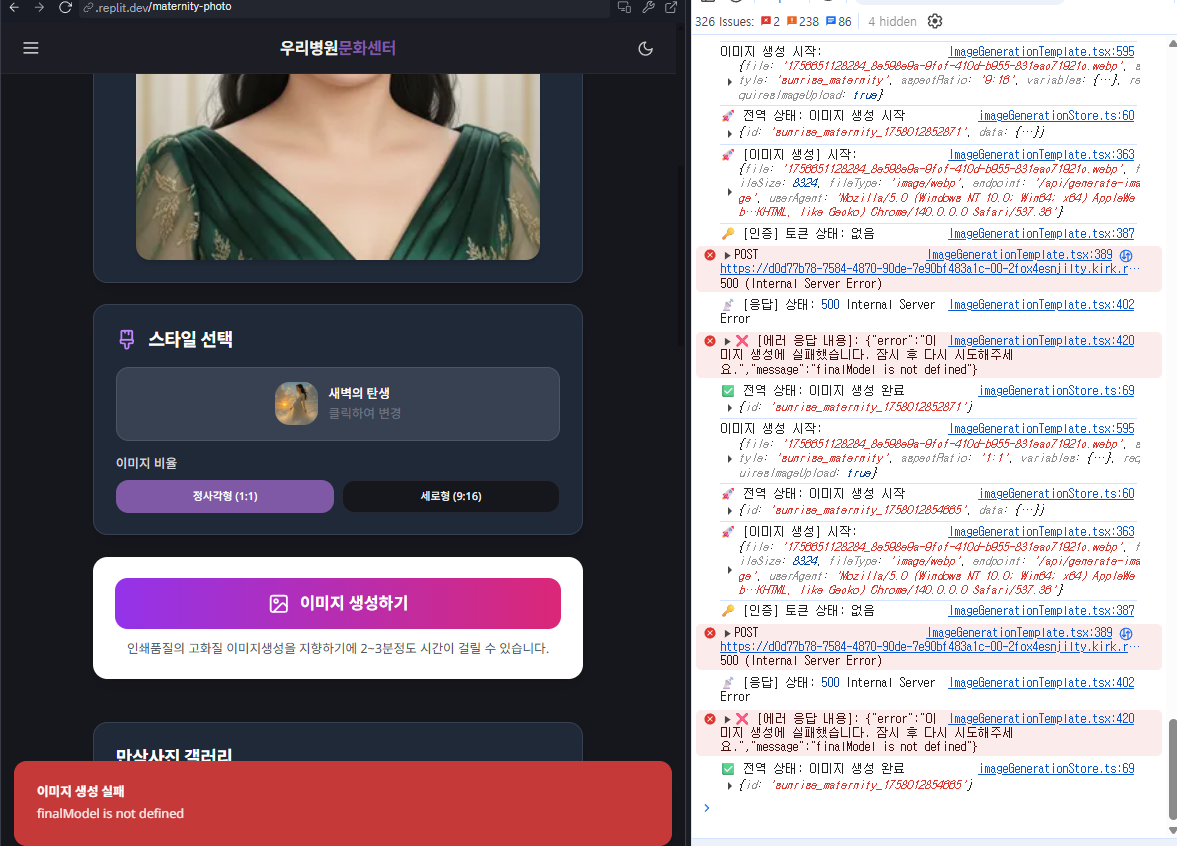 .replit.dev/maternity-photo
우리병원문화센터
스타일 선택
새벽의 탄생
클릭하여 변경
이미지 비율
정사각형 (1:1)
세로형 (9:16)
이미지 생성하기
인쇄품질의 고화질 이미지생성을 지향하기에 2~3분정도 시간이 걸릴 수 있습니다.
만삭사진 갤러리
이미지 생성 실패
finalModel is not defined
326 Issues: 2 238 86 4 hidden
이미지 생성 시작: ImageGenerationTemplate.tsx:595
{file: '1756651128284_8e598e9a-9fof-410d-b955-831eao71921o.webp', s
tyle: 'sunrise_maternity', aspectRatio: '9:16', variables: {…}, re
quiresImageUpload: true}
🚀 전역 상태: 이미지 생성 시작 imageGenerationStore.ts:60
{id: 'sunrise_maternity_1758012852871', data: {…}}
🚀 [이미지 생성] 시작: ImageGenerationTemplate.tsx:363
{file: '1756651128284_8e598e9a-9fof-410d-b955-831eao71921o.webp', f
ileSize: 8324, fileType: 'image/webp', endpoint: '/api/generate-ima
ge', userAgent: 'Mozilla/5.0 (Windows NT 10.0; Win64; x64) AppleWe
b…KHTML, like Gecko) Chrome/140.0.0.0 Safari/537.36'}
🔑 [인증] 토큰 상태: 없음 ImageGenerationTemplate.tsx:387
POST ImageGenerationTemplate.tsx:389
https://d0d77b78-7584-4870-90de-7e90bf483a1c-00-2fox4esnjilty.kirk.r…
500 (Internal Server Error)
📡 [응답] 상태: 500 Internal Server ImageGenerationTemplate.tsx:402
Error
❌ [에러 응답 내용]: {"error":"이 ImageGenerationTemplate.tsx:420
미지 생성에 실패했습니다. 잠시 후 다시 시도해주세
요.","message":"finalModel is not defined"}
✅ 전역 상태: 이미지 생성 완료 imageGenerationStore.ts:69
{id: 'sunrise_maternity_1758012852871'}
이미지 생성 시작: ImageGenerationTemplate.tsx:595
{file: '1756651128284_8e598e9a-9fof-410d-b955-831eao71921o.webp', s
tyle: 'sunrise_maternity', aspectRatio: '1:1', variables: {…}, req
uiresImageUpload: true}
🚀 전역 상태: 이미지 생성 시작 imageGenerationStore.ts:60
{id: 'sunrise_maternity_1758012854665', data: {…}}
🚀 [이미지 생성] 시작: ImageGenerationTemplate.tsx:363
{file: '1756651128284_8e598e9a-9fof-410d-b955-831eao71921o.webp', f
ileSize: 8324, fileType: 'image/webp', endpoint: '/api/generate-ima
ge', userAgent: 'Mozilla/5.0 (Windows NT 10.0; Win64; x64) AppleWe
b…KHTML, like Gecko) Chrome/140.0.0.0 Safari/537.36'}
🔑 [인증] 토큰 상태: 없음 ImageGenerationTemplate.tsx:387
POST ImageGenerationTemplate.tsx:389
https://d0d77b78-7584-4870-90de-7e90bf483a1c-00-2fox4esnjilty.kirk.r…
500 (Internal Server Error)
📡 [응답] 상태: 500 Internal Server ImageGenerationTemplate.tsx:402
Error
❌ [에러 응답 내용]: {"error":"이 ImageGenerationTemplate.tsx:420
미지 생성에 실패했습니다. 잠시 후 다시 시도해주세
요.","message":"finalModel is not defined"}
✅ 전역 상태: 이미지 생성 완료 imageGenerationStore.ts:69
{id: 'sunrise_maternity_1758012854665'}